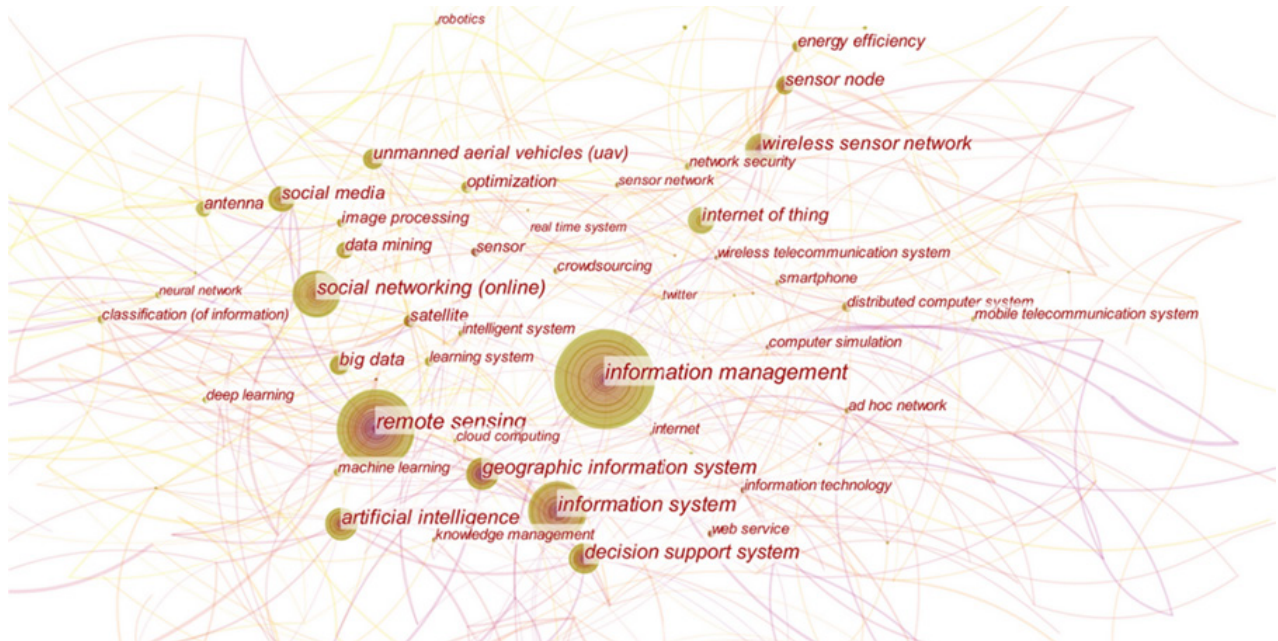 robotics
energy efficiency
sensor node
wireless sensor network
unmanned aerial vehicles (uav)
network security
optimization
sensor network
social media
antenna
image processing
internet of thing
real time system
data mining
sensor
wireless telecommunication system
crowdsourcing
smartphone
social networking (online)
neural network
twitter
distributed computer system
classification (of information)
satellite
mobile telecommunication system
intelligent system
computer simulation
big data
learning system
information management
deep learning
ad hoc network
remote sensing
cloud computing
internet
machine learning
geographic information system
information technology
information system
artificial intelligence
knowledge management
web service
decision support system